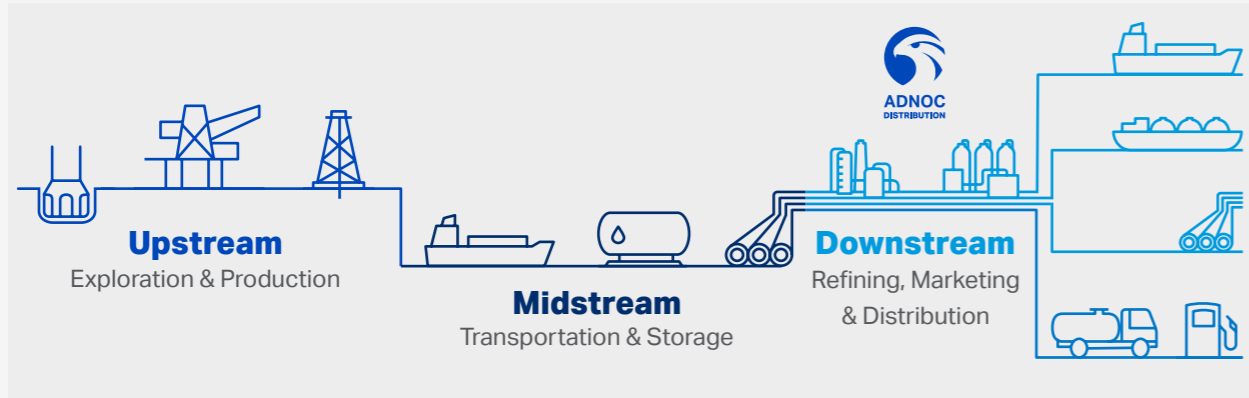 ADNOC
DISTRIBUTION
Upstream
Exploration & Production
Midstream
Transportation & Storage
Downstream
Refining, Marketing
& Distribution